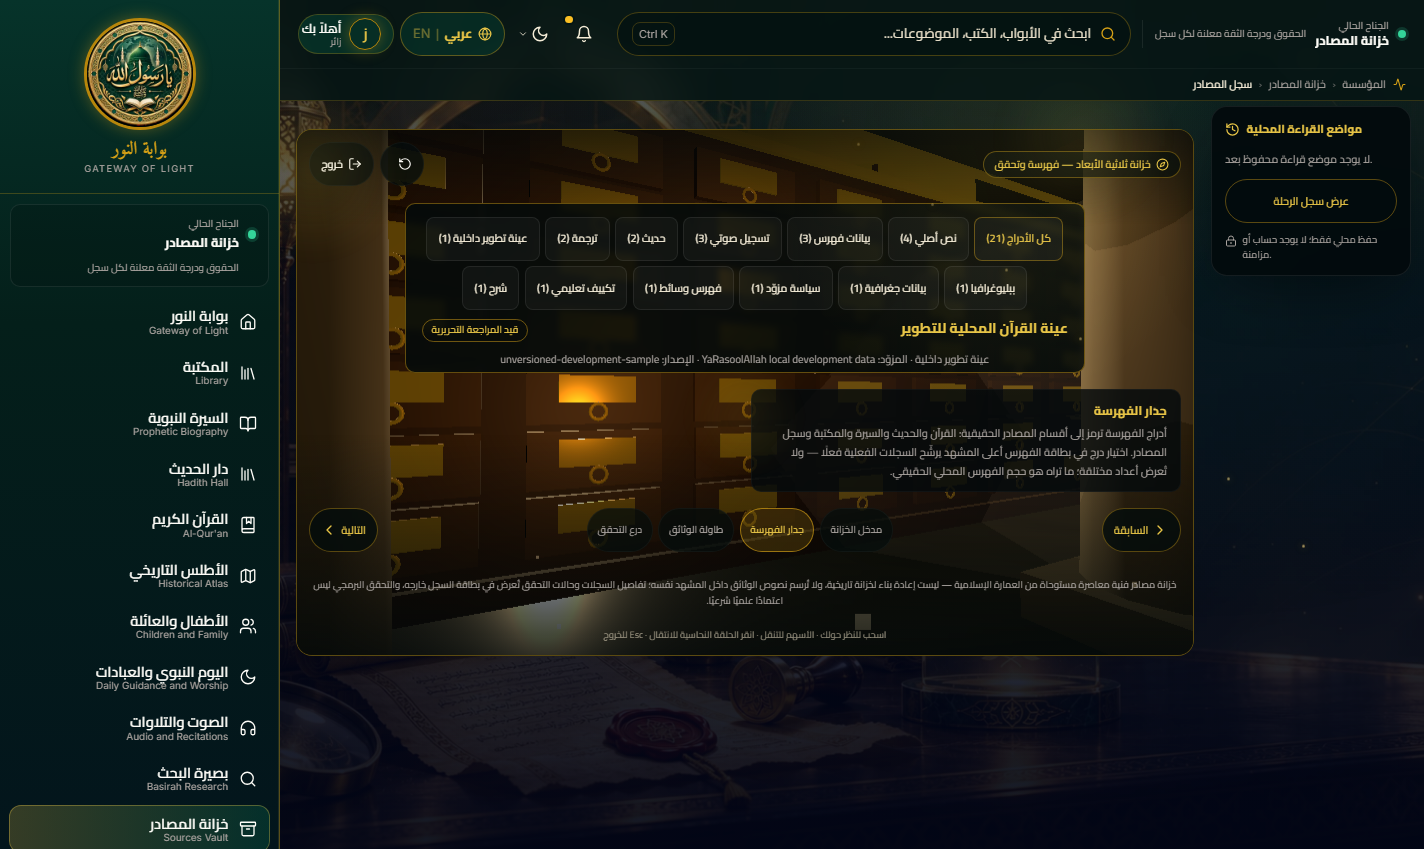 الجناح الحالي
خزانة المصادر
الحقوق ودرجة الثقة معلنة لكل سجل
ابحث في الأبواب، الكتب، الموضوعات...
Ctrl K
عربي | EN
ز
أهلاً بك
زائر
المؤسسة ‹ خزانة المصادر ‹ سجل المصادر
يا رسول الله
بوابة النور
GATEWAY OF LIGHT
الجناح الحالي
خزانة المصادر
الحقوق ودرجة الثقة معلنة لكل سجل
بوابة النور
Gateway of Light
المكتبة
Library
السيرة النبوية
Prophetic Biography
دار الحديث
Hadith Hall
القرآن الكريم
Al-Qur'an
الأطلس التاريخي
Historical Atlas
الأطفال والعائلة
Children and Family
اليوم النبوي والعبادات
Daily Guidance and Worship
الصوت والتلاوات
Audio and Recitations
بصيرة البحث
Basirah Research
خزانة المصادر
Sources Vault
مواضع القراءة المحلية
لا يوجد موضع قراءة محفوظ بعد.
عرض سجل الرحلة
حفظ محلي فقط؛ لا يوجد حساب أو
مزامنة.
خزانة ثلاثية الأبعاد — فهرسة وتحقق
خروج
كل الأدراج (21)
نص أصلي (4)
بيانات فهرس (3)
تسجيل صوتي (3)
حديث (2)
ترجمة (2)
عينة تطوير داخلية (1)
ببليوغرافيا (1)
بيانات جغرافية (1)
سياسة مزوّد (1)
فهرس وسائط (1)
تكييف تعليمي (1)
شرح (1)
عينة القرآن المحلية للتطوير
قيد المراجعة التحريرية
عينة تطوير داخلية · المزوّد: YaRasoolAllah local development data · الإصدار: unversioned-development-sample
جدار الفهرسة
أدراج الفهرسة ترمز إلى أقسام المصادر الحقيقية: القرآن والحديث والسيرة والمكتبة وسجل
المصادر. اختيار درج في بطاقة الفهرس أعلى المشهد يرشّح السجلات الفعلية فعلًا — ولا
تُعرض أعداد مختلقة؛ ما تراه هو حجم الفهرس المحلي الحقيقي.
السابقة
مدخل الخزانة
جدار الفهرسة
طاولة الوثائق
درع التحقق
التالية
خزانة مصادر فنية معاصرة مستوحاة من العمارة الإسلامية — ليست إعادة بناء لخزانة تاريخية، ولا تُرسم نصوص الوثائق داخل المشهد نفسه؛ تفاصيل السجلات وحالات التحقق تُعرض في بطاقة السجل خارجه، والتحقق البرمجي ليس
اعتمادًا علميًا شرعيًا.
اسحب للنظر حولك · الأسهم للتنقل · انقر الحلقة النحاسية للانتقال · Esc للخروج